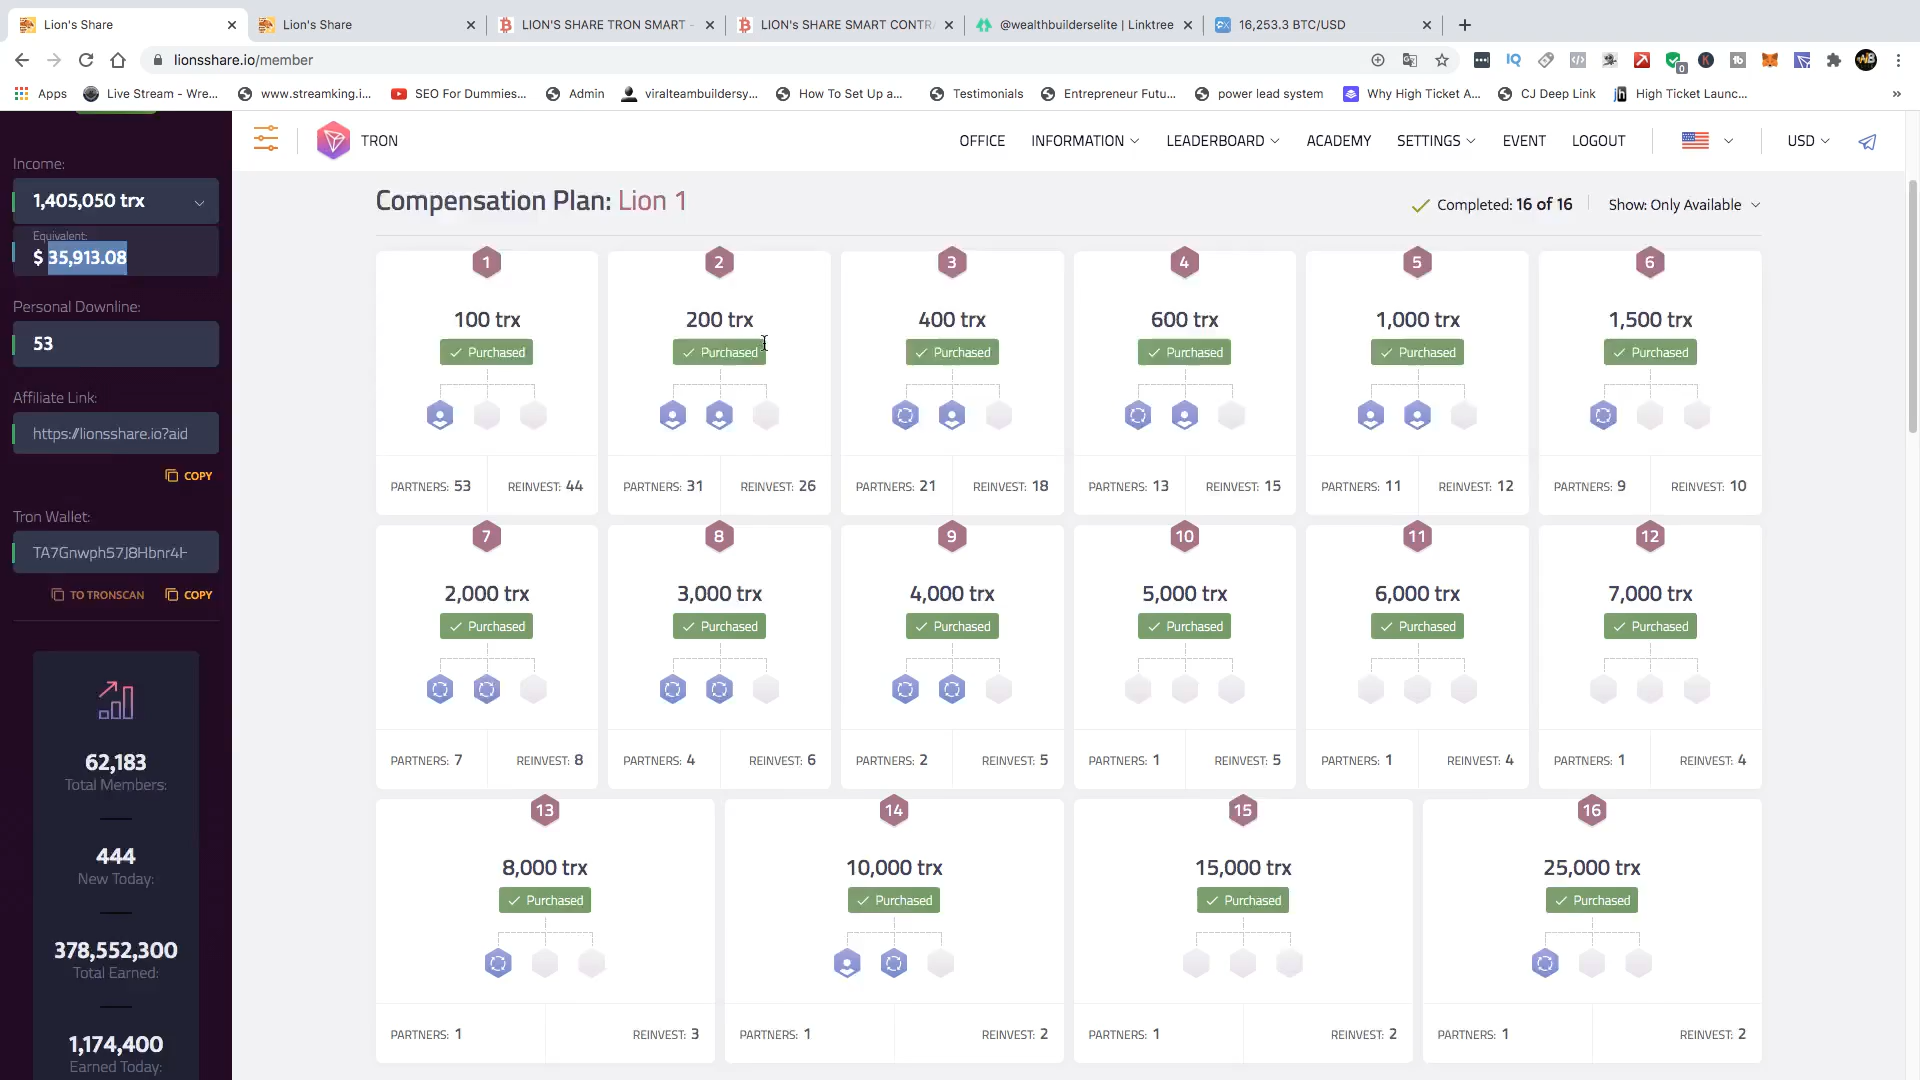 Lion's Share
Lion's Share
LION'S SHARE TRON SMART -
LION's SHARE SMART CONTR
@wealthbuilderselite | Linktree
16,253.3 BTC/USD
lionsshare.io/member
0
Apps
Live Stream - Wre...
www.streamking.i...
SEO For Dummies...
Admin
viralteambuildersy...
How To Set Up a...
Testimonials
Entrepreneur Futu...
power lead system
Why High Ticket A...
CJ Deep Link
High Ticket Launc...
TRON
OFFICE
INFORMATION
LEADERBOARD
ACADEMY
SETTINGS
EVENT
LOGOUT
USD
Income:
1,405,050 trx
Equivalent:
$ 35,913.08
Personal Downline:
53
Affiliate Link:
https://lionsshare.io?aid
COPY
Tron Wallet:
TA7Gnwph57J8Hbnr4H
TO TRONSCAN
COPY
62,183
Total Members:
444
New Today:
378,552,300
Total Earned:
1,174,400
Earned Today:
Compensation Plan: Lion 1
Completed: 16 of 16
Show: Only Available
1
100 trx
Purchased
PARTNERS: 53
REINVEST: 44
2
200 trx
Purchased
PARTNERS: 31
REINVEST: 26
3
400 trx
Purchased
PARTNERS: 21
REINVEST: 18
4
600 trx
Purchased
PARTNERS: 13
REINVEST: 15
5
1,000 trx
Purchased
PARTNERS: 11
REINVEST: 12
6
1,500 trx
Purchased
PARTNERS: 9
REINVEST: 10
7
2,000 trx
Purchased
PARTNERS: 7
REINVEST: 8
8
3,000 trx
Purchased
PARTNERS: 4
REINVEST: 6
9
4,000 trx
Purchased
PARTNERS: 2
REINVEST: 5
10
5,000 trx
Purchased
PARTNERS: 1
REINVEST: 5
11
6,000 trx
Purchased
PARTNERS: 1
REINVEST: 4
12
7,000 trx
Purchased
PARTNERS: 1
REINVEST: 4
13
8,000 trx
Purchased
PARTNERS: 1
REINVEST: 3
14
10,000 trx
Purchased
PARTNERS: 1
REINVEST: 2
15
15,000 trx
Purchased
PARTNERS: 1
REINVEST: 2
16
25,000 trx
Purchased
PARTNERS: 1
REINVEST: 2